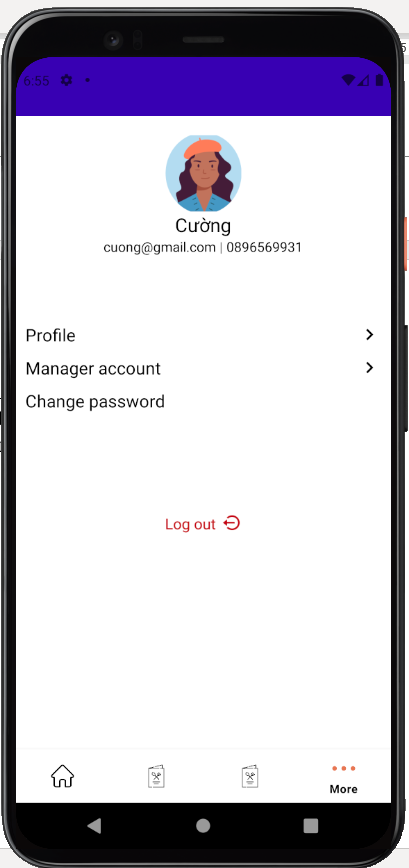 6:55
Cường
cuong@gmail.com | 0896569931
Profile
Manager account
Change password
Log out
More